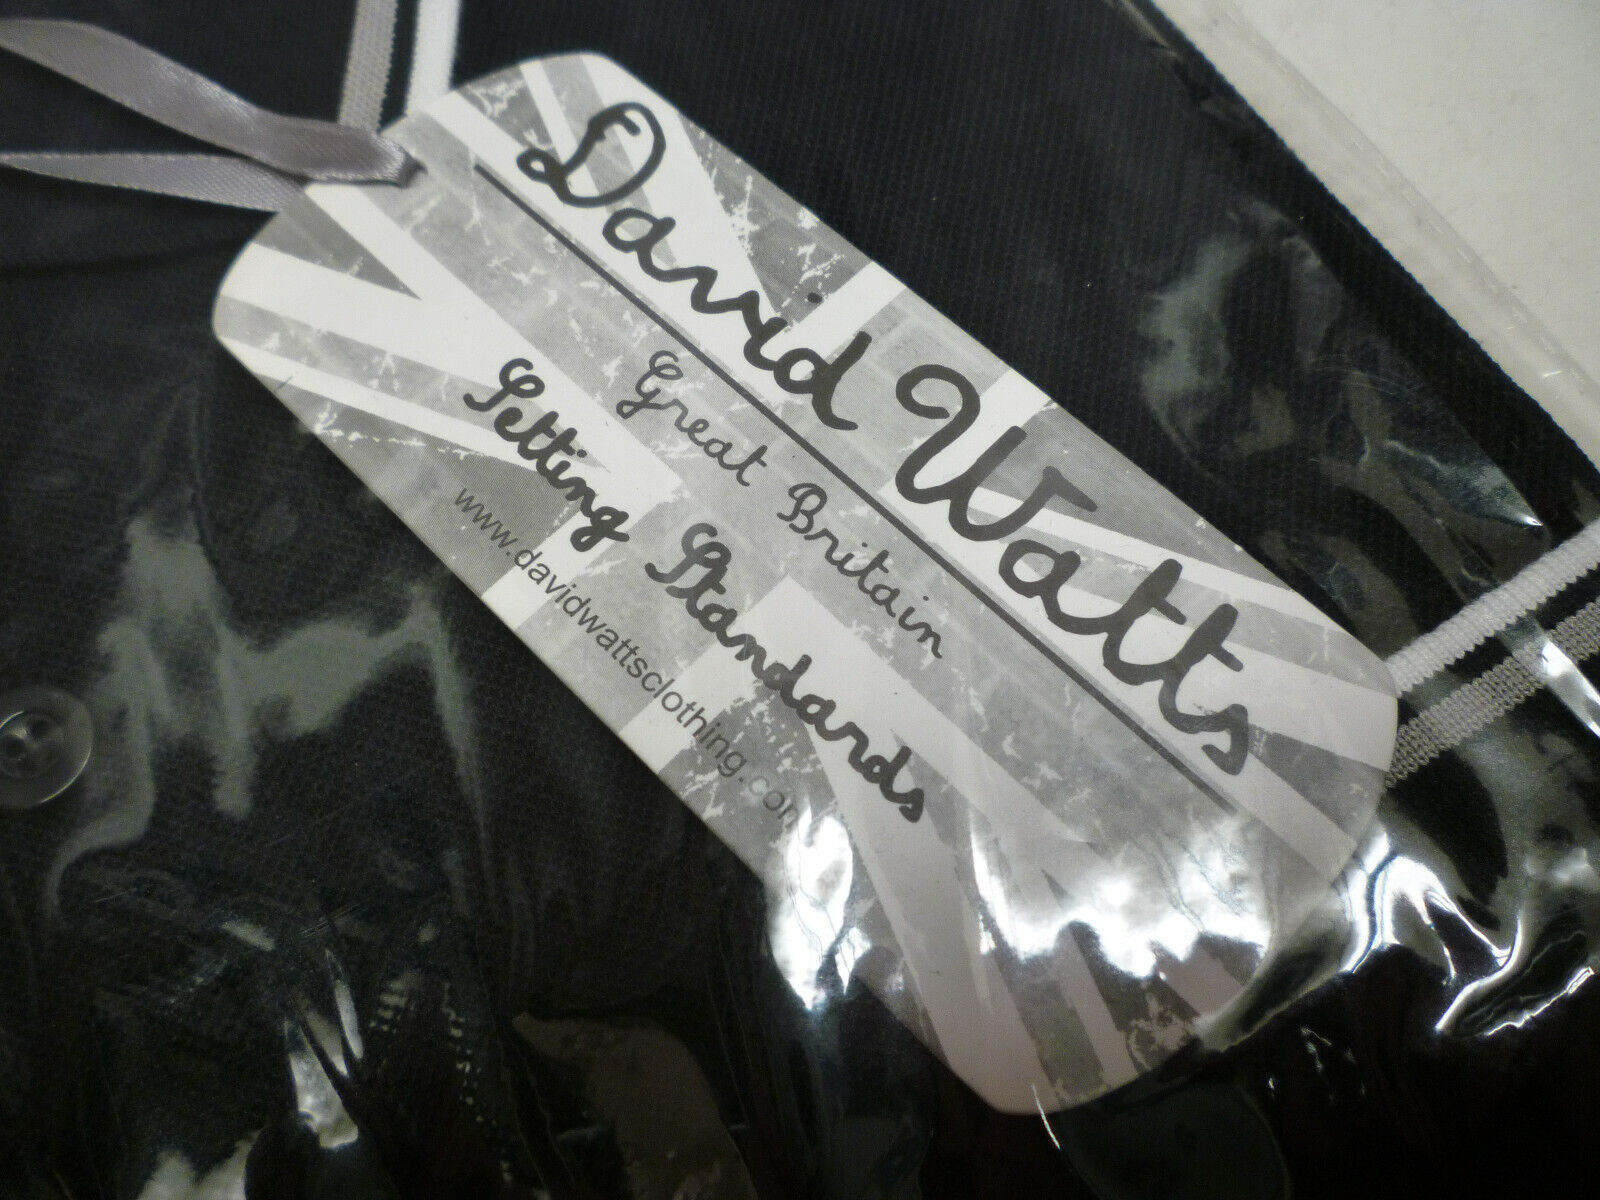 David Watts
Great Britain
Setting Standards
www.davidwattsclothing.com